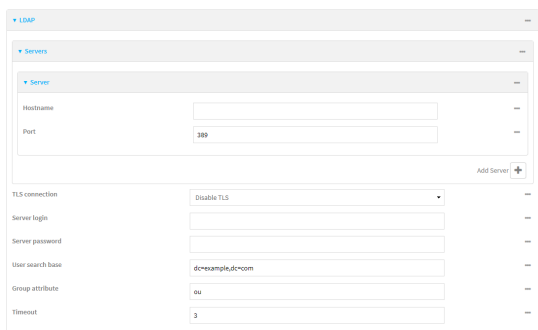 LDAP
Servers
Server
Hostname
Port 389
Add Server
TLS connection Disable TLS
Server login
Server password
User search base dc=example,dc=com
Group attribute ou
Timeout 3